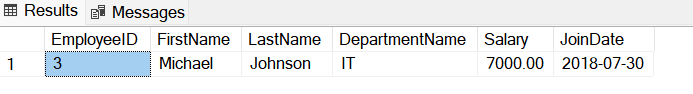 Results Messages
EmployeeID FirstName LastName DepartmentName Salary JoinDate
1 3 Michael Johnson IT 7000.00 2018-07-30